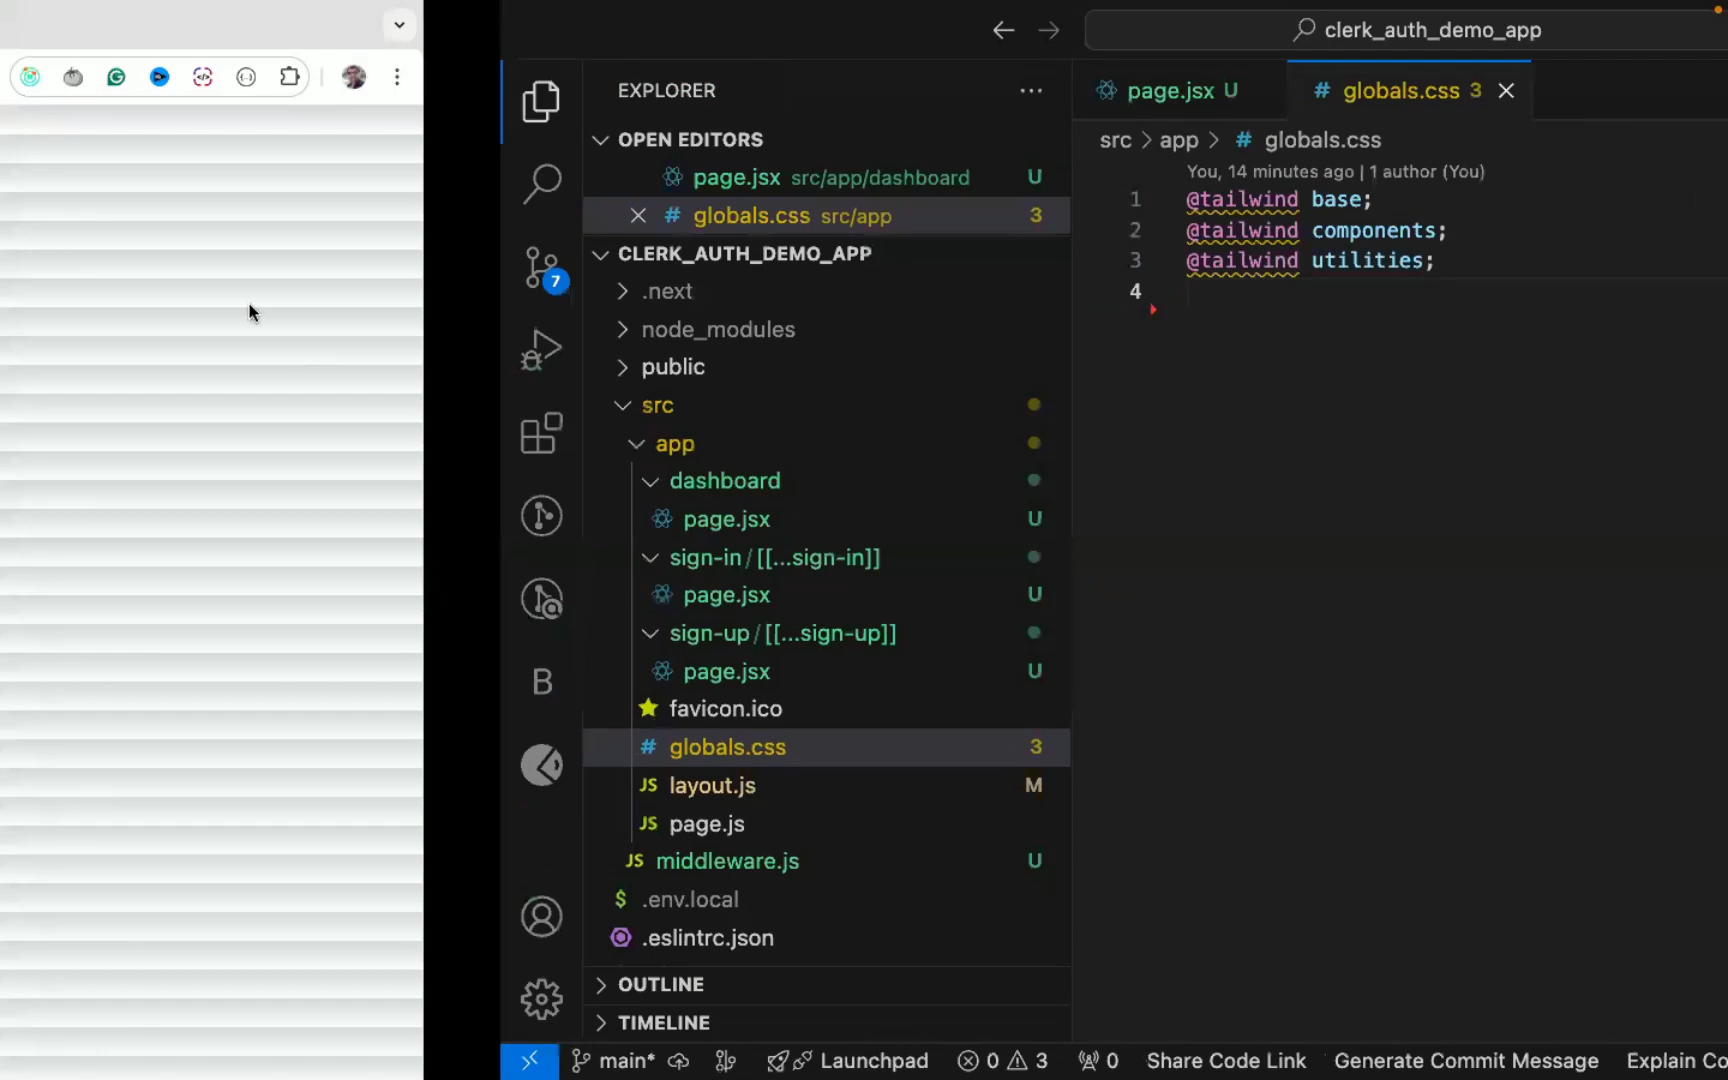 clerk_auth_demo_app
EXPLORER
page.jsx U
globals.css 3
OPEN EDITORS
src > app > # globals.css
page.jsx src/app/dashboard U
# globals.css src/app 3
You, 14 minutes ago | 1 author (You)
1 @tailwind base;
2 @tailwind components;
3 @tailwind utilities;
4
CLERK_AUTH_DEMO_APP
.next
node_modules
public
src
app
dashboard
page.jsx U
sign-in/[[...sign-in]]
page.jsx U
sign-up/[[...sign-up]]
page.jsx U
favicon.ico
# globals.css 3
JS layout.js M
JS page.js
JS middleware.js U
$ .env.local
.eslintrc.json
OUTLINE
TIMELINE
7
B
main* Launchpad 0 3 0 Share Code Link Generate Commit Message Explain Co